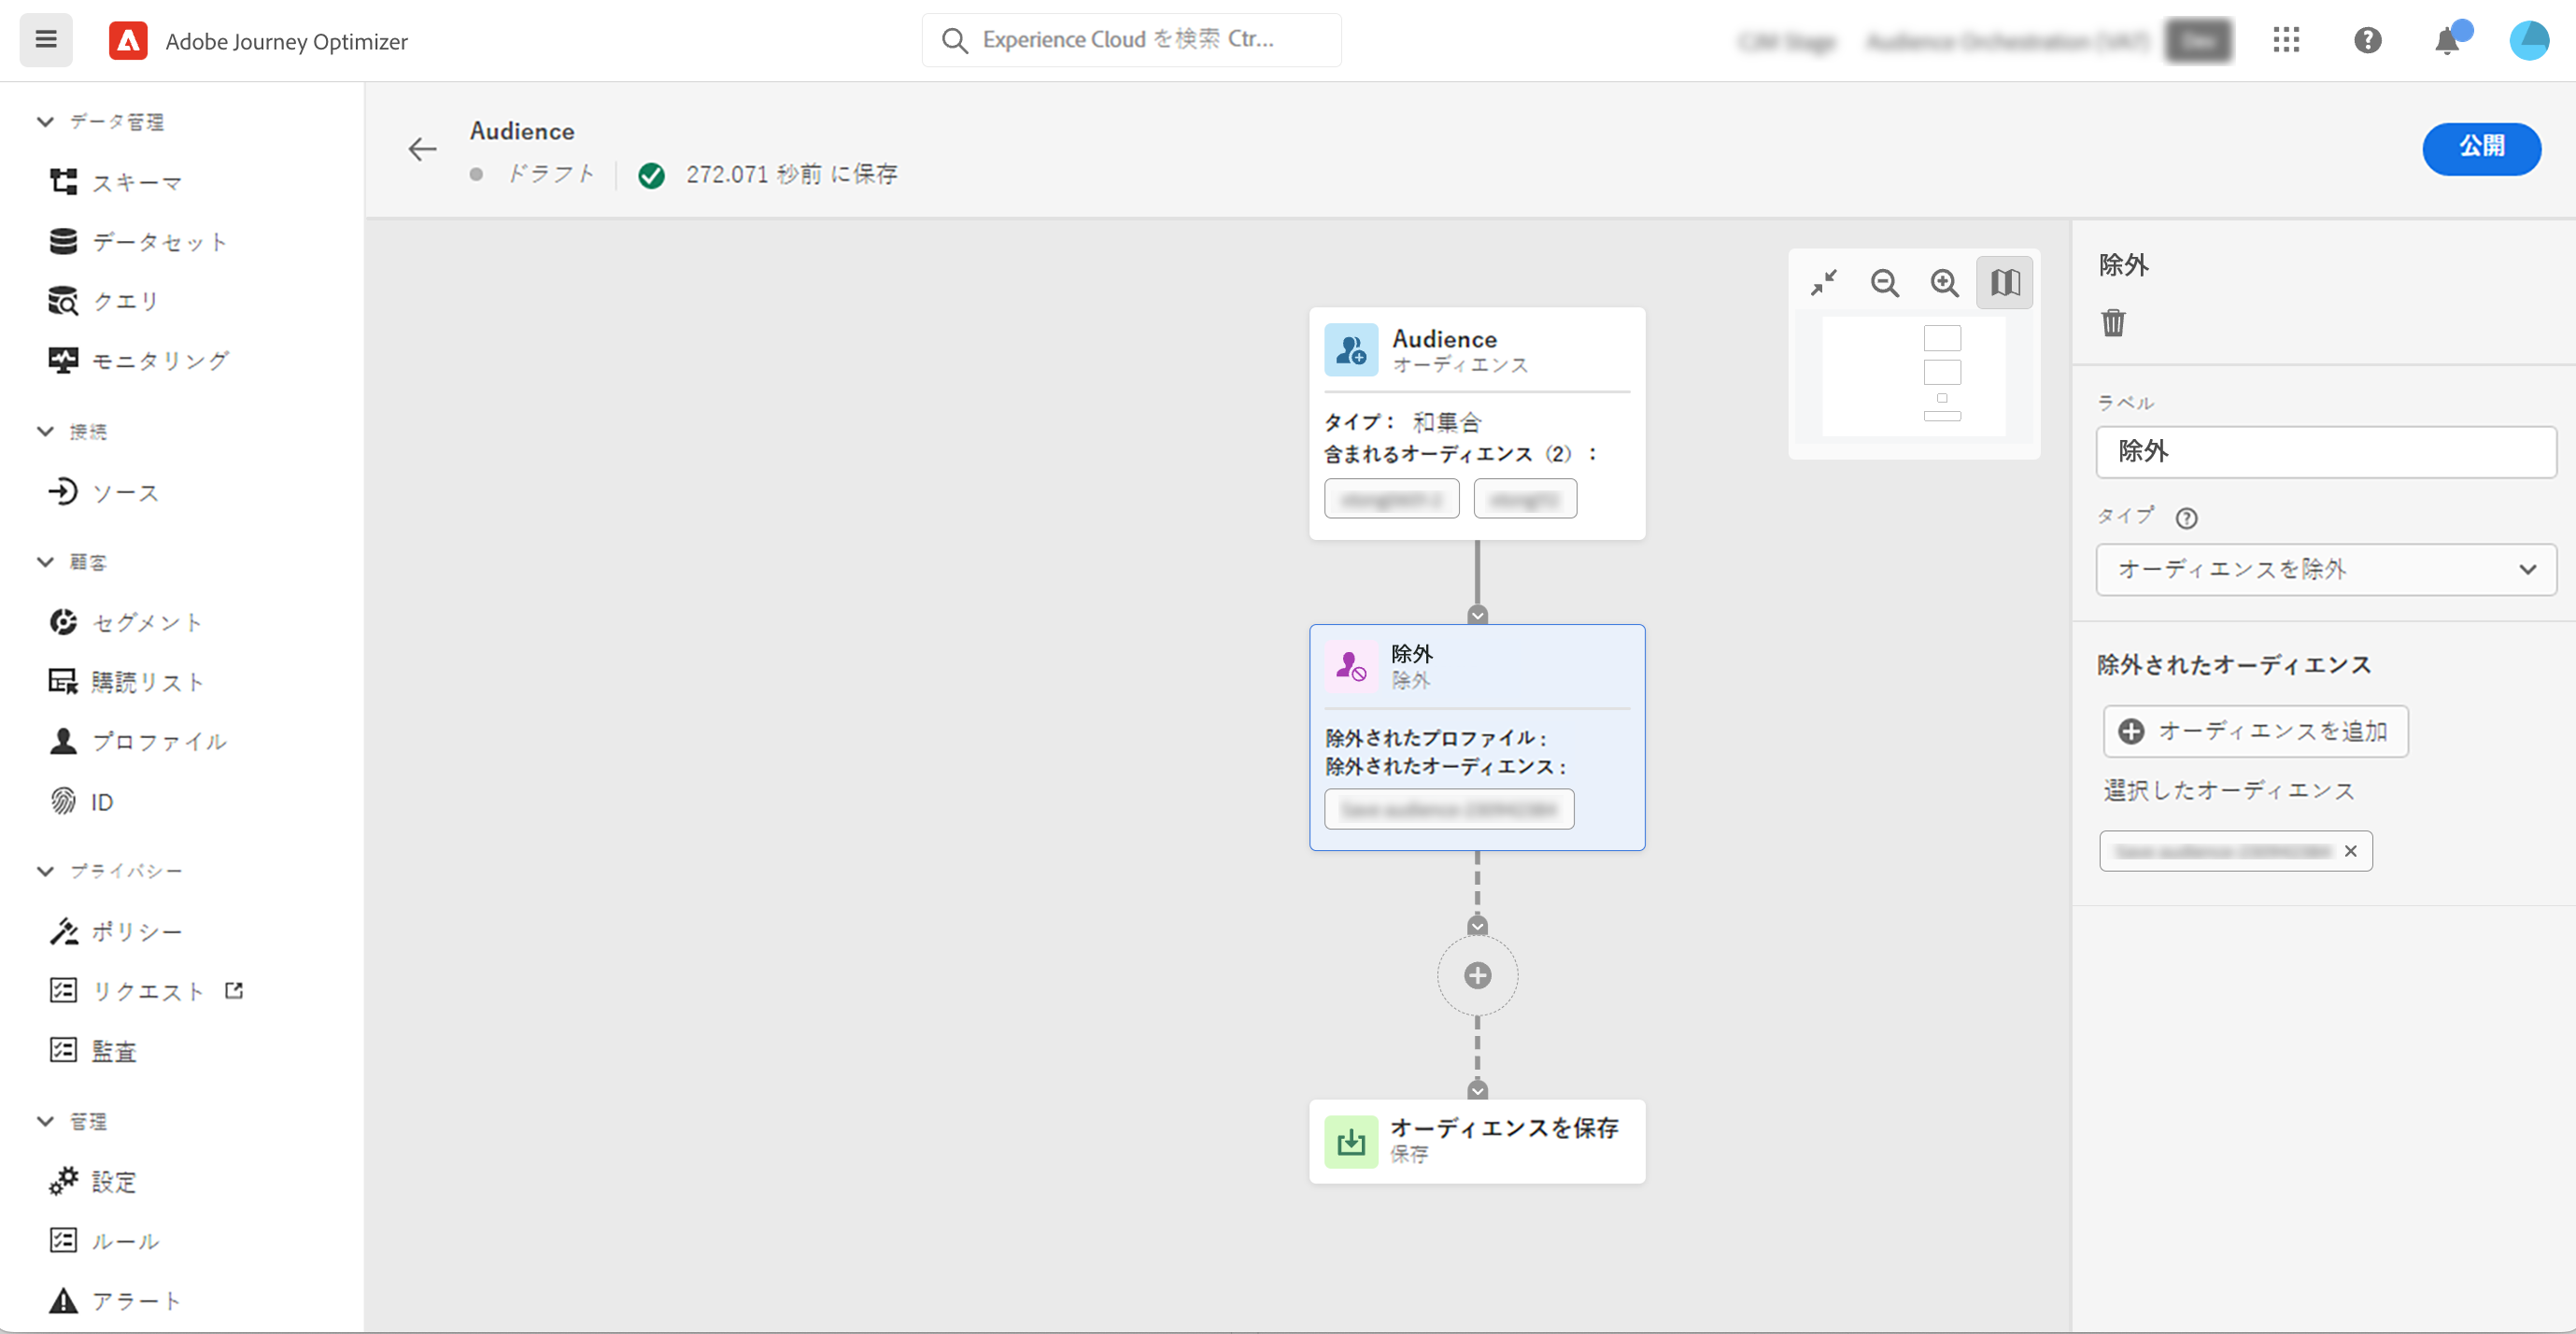 Adobe Journey Optimizer
Experience Cloud を検索 Ctr...
データ管理
スキーマ
データセット
クエリ
モニタリング
接続
ソース
顧客
セグメント
購読リスト
プロファイル
ID
プライバシー
ポリシー
リクエスト
監査
管理
設定
ルール
アラート
Audience
ドラフト
272.071 秒前 に保存
公開
Audience
オーディエンス
タイプ： 和集合
含まれるオーディエンス（2）：
除外
除外
除外されたプロファイル：
除外されたオーディエンス：
オーディエンスを保存
保存
除外
ラベル
除外
タイプ
オーディエンスを除外
除外されたオーディエンス
オーディエンスを追加
選択したオーディエンス